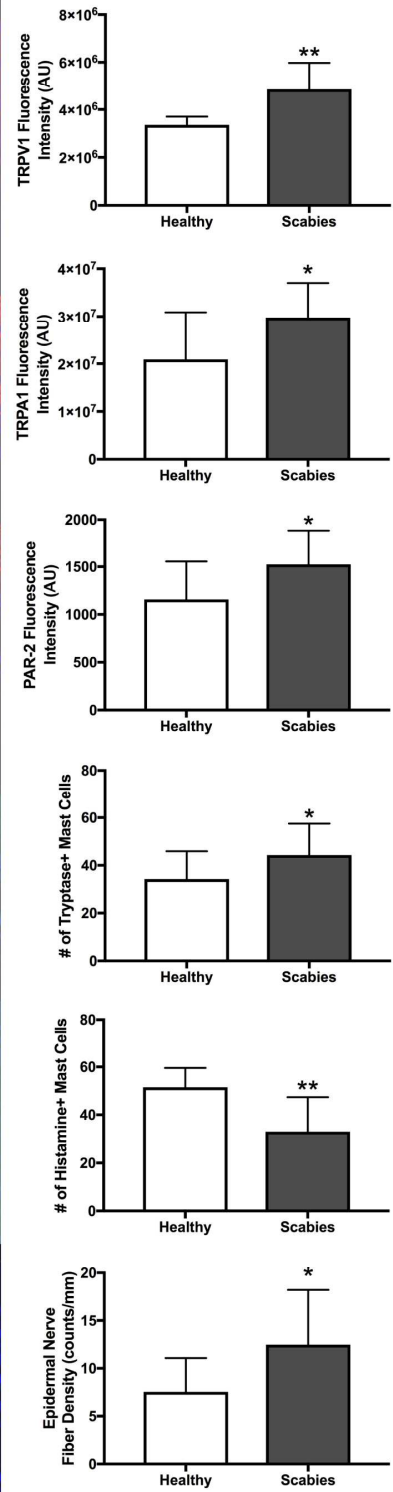 TRPV1 Fluorescence
Intensity (AU)
8×10⁶
6×10⁶
4×10⁶
2×10⁶
0
**
Healthy
Scabies
TRPA1 Fluorescence
Intensity (AU)
4×10⁷
3×10⁷
2×10⁷
1×10⁷
0
*
Healthy
Scabies
PAR-2 Fluorescence
Intensity (AU)
2000
1500
1000
500
0
*
Healthy
Scabies
# of Tryptase+ Mast Cells
80
60
40
20
0
*
Healthy
Scabies
# of Histamine+ Mast Cells
80
60
40
20
0
**
Healthy
Scabies
Epidermal Nerve
Fiber Density (counts/mm)
20
15
10
5
0
*
Healthy
Scabies